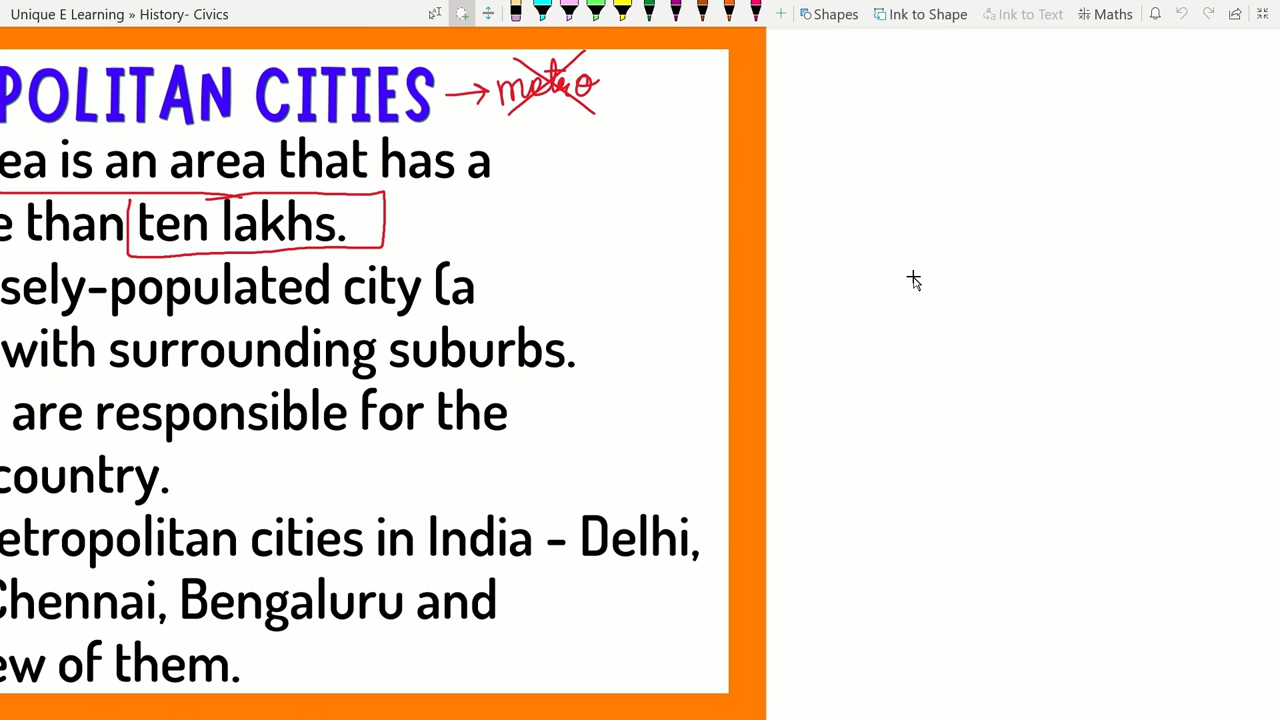 Unique E Learning » History- Civics
Shapes
Ink to Shape
Ink to Text
Maths
POLITAN CITIES → metro
ea is an area that has a
e than ten lakhs.
sely-populated city (a
with surrounding suburbs.
are responsible for the
country.
etropolitan cities in India - Delhi,
Chennai, Bengaluru and
ew of them.